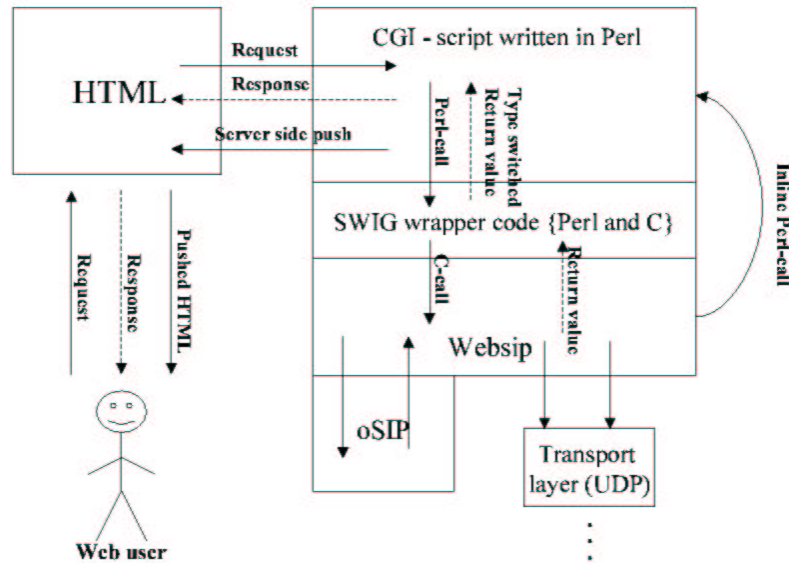 CGI - script written in Perl
Request
HTML
Response
Server side push
Perl-call
Type switched
Return value
SWIG wrapper code {Perl and C}
Inline Perl-call
C-call
Return value
Request
Response
Pushed HTML
Websip
oSIP
Transport
layer (UDP)
Web user